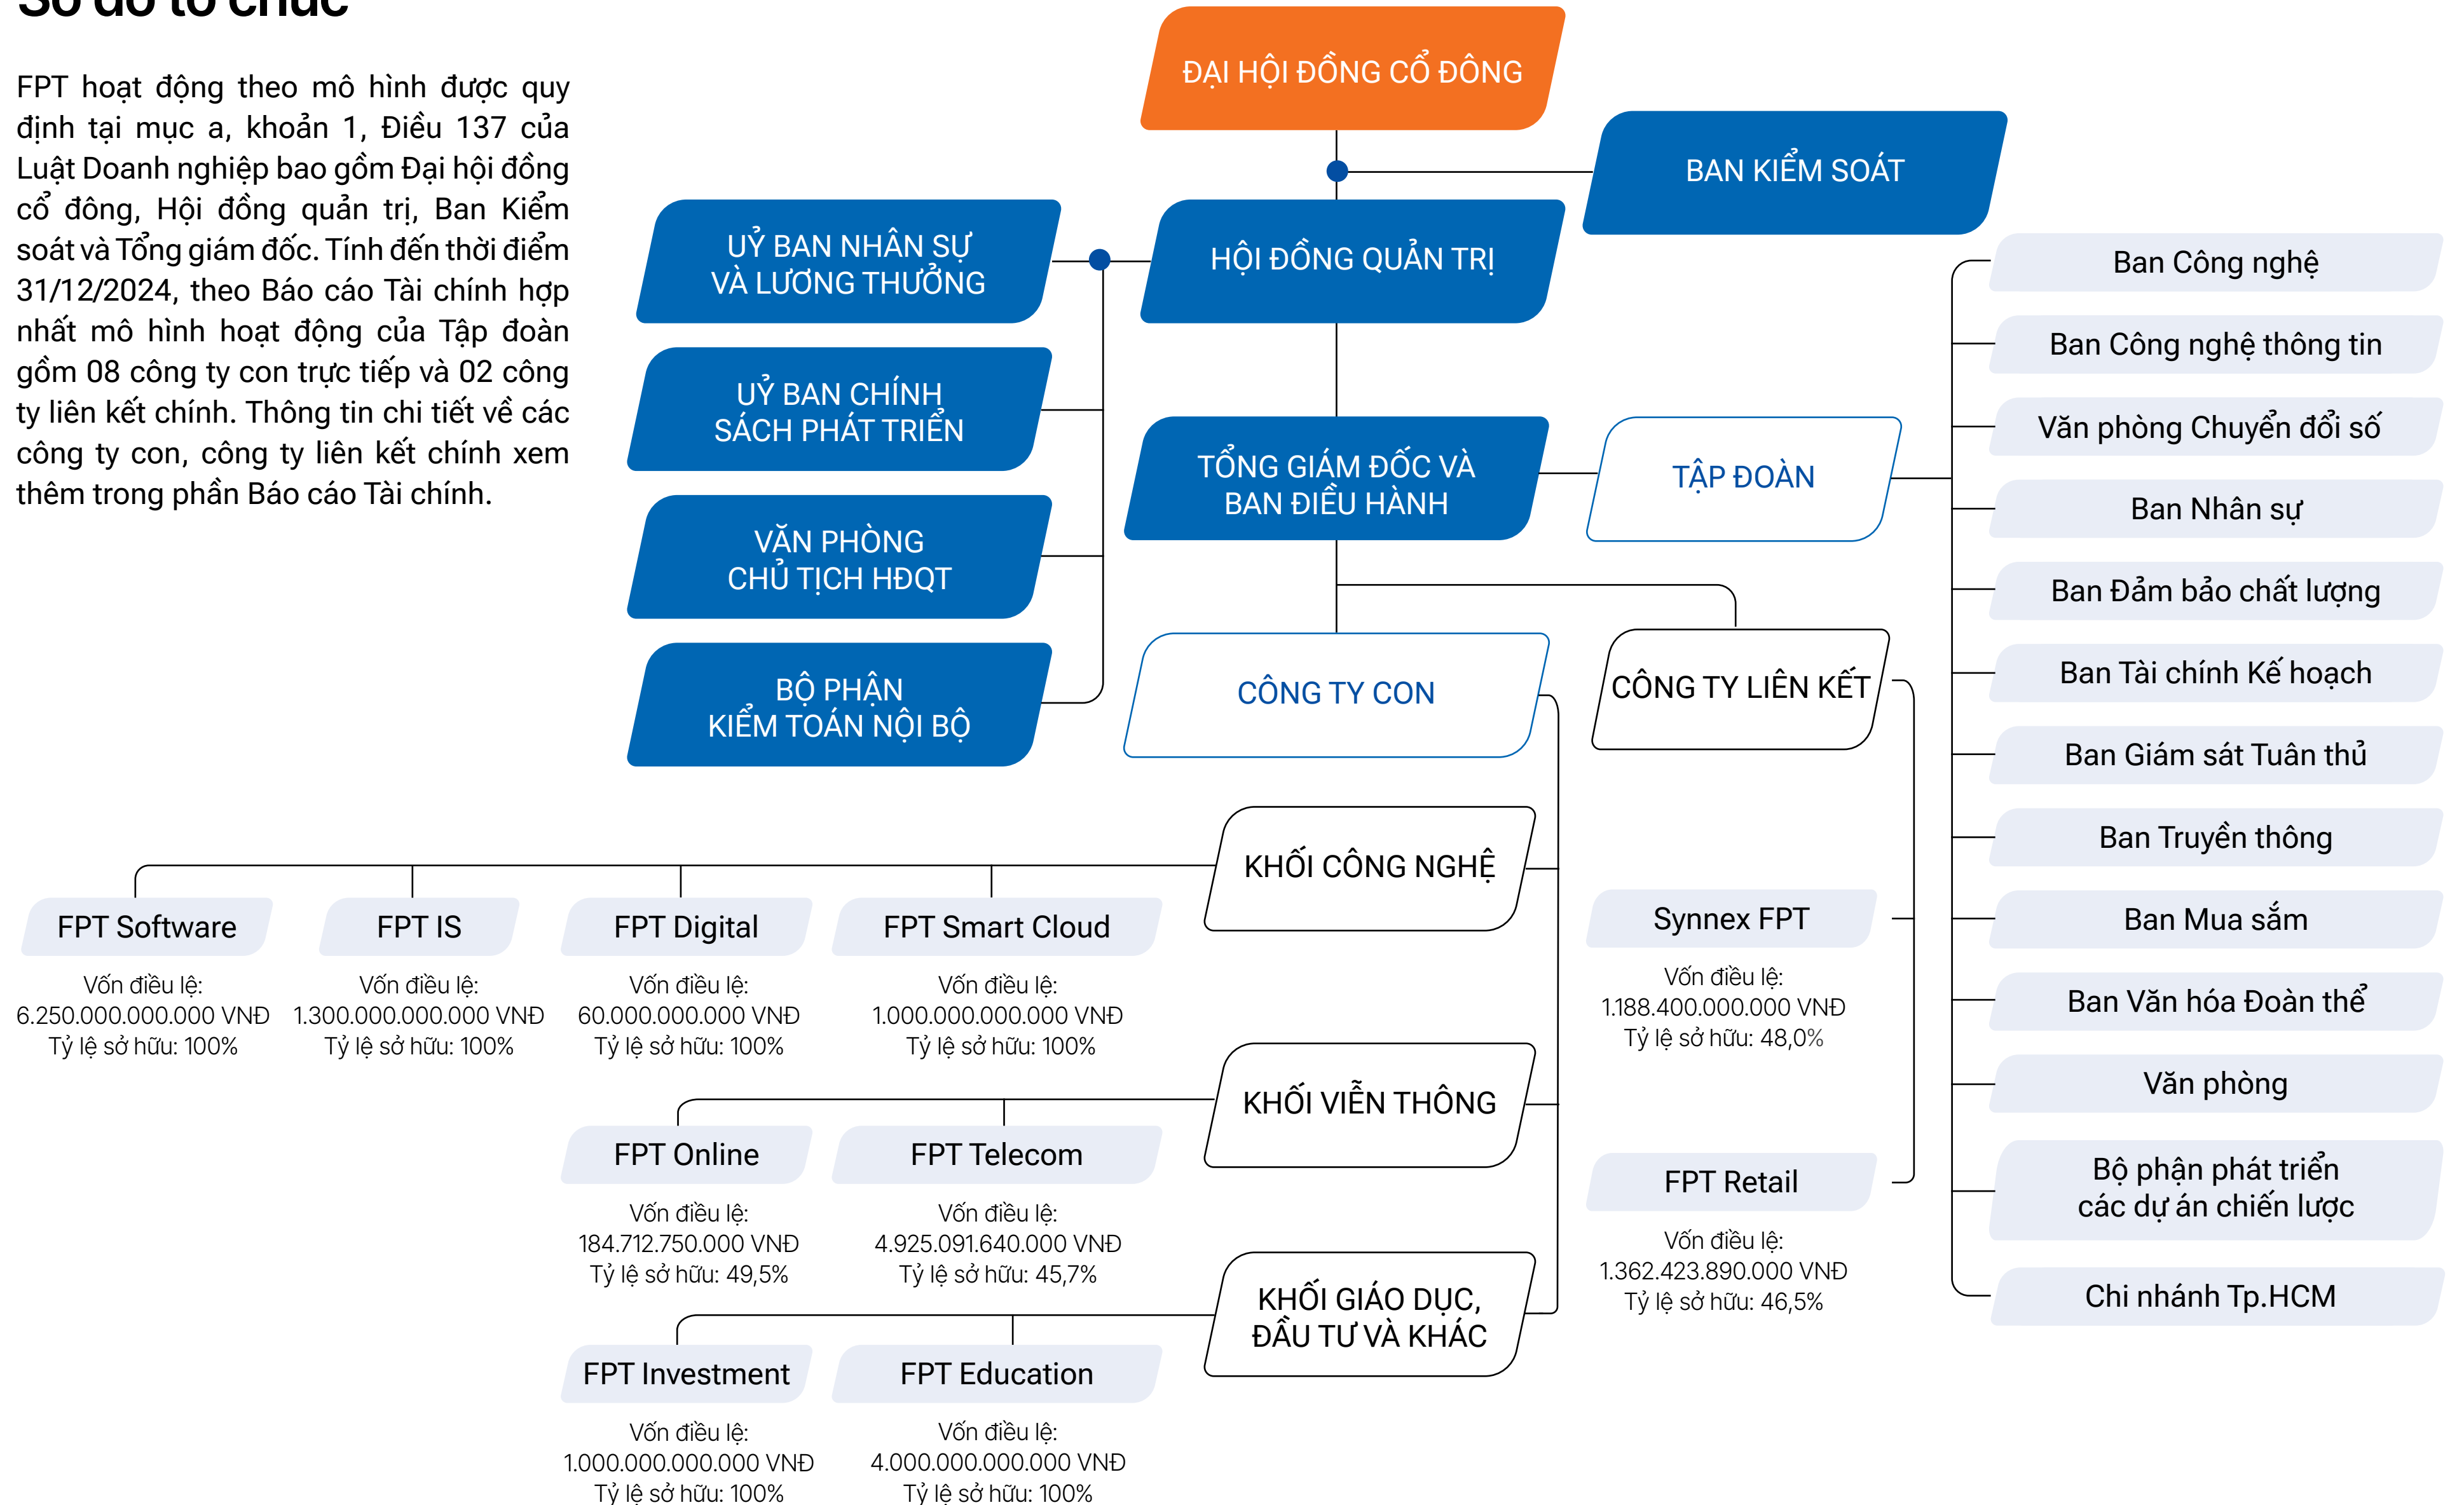 Sơ đồ tổ chức
FPT hoạt động theo mô hình được quy
định tại mục a, khoản 1, Điều 137 của
Luật Doanh nghiệp bao gồm Đại hội đồng
cổ đông, Hội đồng quản trị, Ban Kiểm
soát và Tổng giám đốc. Tính đến thời điểm
31/12/2024, theo Báo cáo Tài chính hợp
nhất mô hình hoạt động của Tập đoàn
gồm 08 công ty con trực tiếp và 02 công
ty liên kết chính. Thông tin chi tiết về các
công ty con, công ty liên kết chính xem
thêm trong phần Báo cáo Tài chính.
ĐẠI HỘI ĐỒNG CỔ ĐÔNG
BAN KIỂM SOÁT
HỘI ĐỒNG QUẢN TRỊ
UỶ BAN NHÂN SỰ
VÀ LƯƠNG THƯỞNG
UỶ BAN CHÍNH
SÁCH PHÁT TRIỂN
VĂN PHÒNG
CHỦ TỊCH HĐQT
BỘ PHẬN
KIỂM TOÁN NỘI BỘ
TỔNG GIÁM ĐỐC VÀ
BAN ĐIỀU HÀNH
TẬP ĐOÀN
Ban Công nghệ
Ban Công nghệ thông tin
Văn phòng Chuyển đổi số
Ban Nhân sự
Ban Đảm bảo chất lượng
Ban Tài chính Kế hoạch
Ban Giám sát Tuân thủ
Ban Truyền thông
Ban Mua sắm
Ban Văn hóa Đoàn thể
Văn phòng
Bộ phận phát triển
các dự án chiến lược
Chi nhánh Tp.HCM
CÔNG TY CON
CÔNG TY LIÊN KẾT
KHỐI CÔNG NGHỆ
FPT Software
Vốn điều lệ:
6.250.000.000.000 VNĐ
Tỷ lệ sở hữu: 100%
FPT IS
Vốn điều lệ:
1.300.000.000.000 VNĐ
Tỷ lệ sở hữu: 100%
FPT Digital
Vốn điều lệ:
60.000.000.000 VNĐ
Tỷ lệ sở hữu: 100%
FPT Smart Cloud
Vốn điều lệ:
1.000.000.000.000 VNĐ
Tỷ lệ sở hữu: 100%
Synnex FPT
Vốn điều lệ:
1.188.400.000.000 VNĐ
Tỷ lệ sở hữu: 48,0%
KHỐI VIỄN THÔNG
FPT Online
Vốn điều lệ:
184.712.750.000 VNĐ
Tỷ lệ sở hữu: 49,5%
FPT Telecom
Vốn điều lệ:
4.925.091.640.000 VNĐ
Tỷ lệ sở hữu: 45,7%
FPT Retail
Vốn điều lệ:
1.362.423.890.000 VNĐ
Tỷ lệ sở hữu: 46,5%
KHỐI GIÁO DỤC,
ĐẦU TƯ VÀ KHÁC
FPT Investment
Vốn điều lệ:
1.000.000.000.000 VNĐ
Tỷ lệ sở hữu: 100%
FPT Education
Vốn điều lệ:
4.000.000.000.000 VNĐ
Tỷ lệ sở hữu: 100%